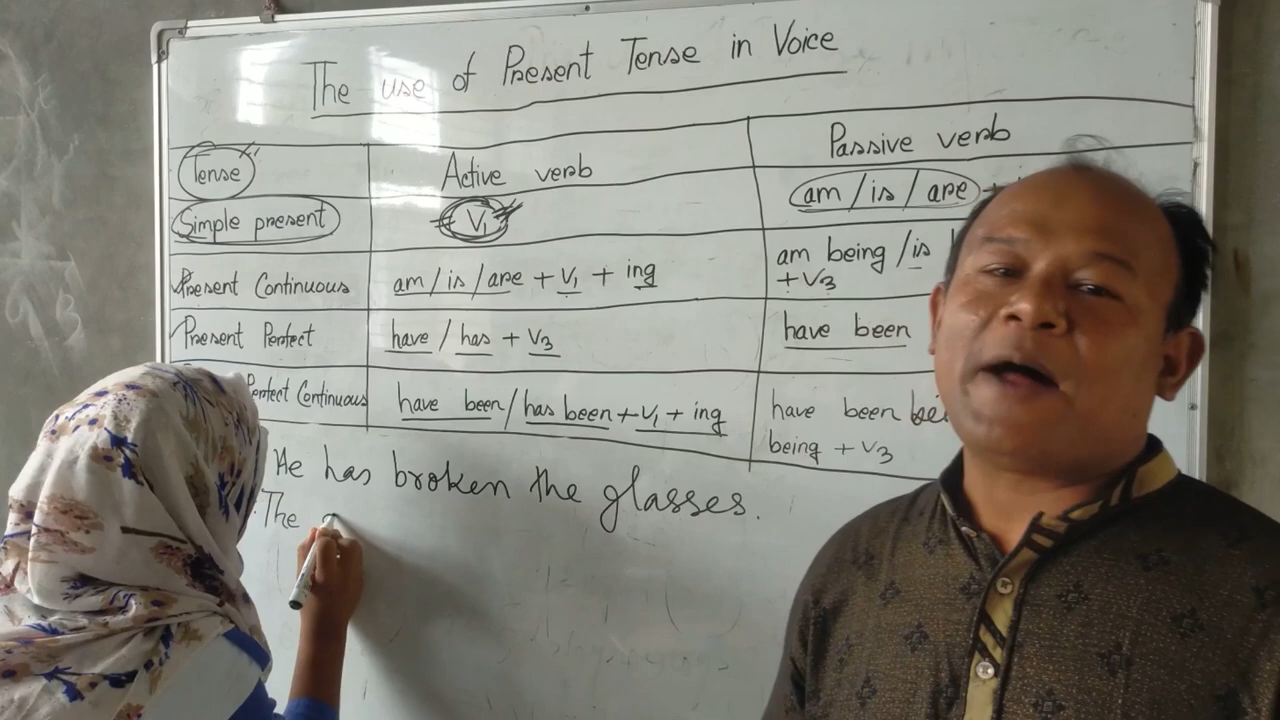 The use of Present Tense in Voice
Tense Active verb Passive verb
Simple present V₁ am / is / are +
Present Continuous am / is / are + V₁ + ing am being / is
+ V₃
Present Perfect have / has + V₃ have been
Perfect Continuous have been / has been + V₁ + ing have been
being + V₃
He has broken the glasses.
The